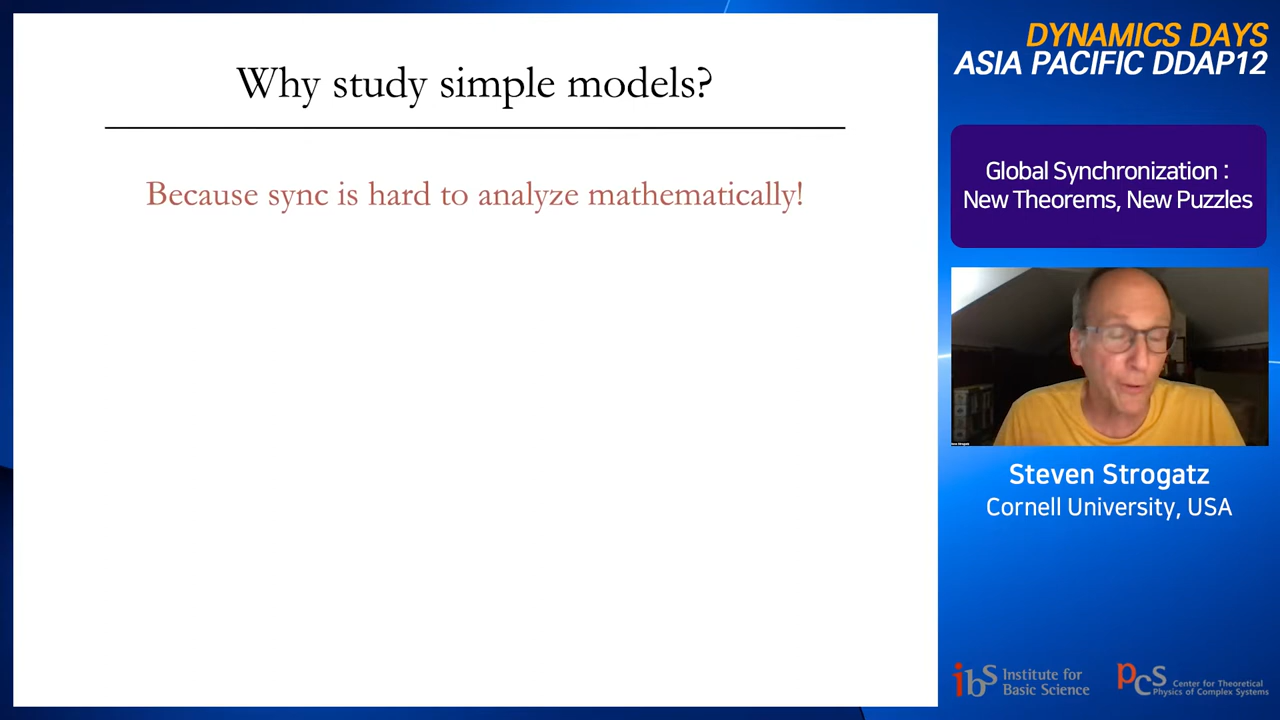 Why study simple models?
Because sync is hard to analyze mathematically!
DYNAMICS DAYS
ASIA PACIFIC DDAP12
Global Synchronization :
New Theorems, New Puzzles
Steven Strogatz
Cornell University, USA
ibs Institute for
Basic Science
pcs Center for Theoretical
Physics of Complex Systems